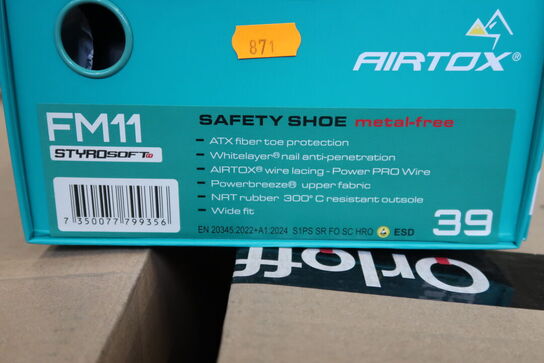 871
AIRTOX®
FM11
STYROSOFT
SAFETY SHOE metal-free
- ATX fiber toe protection
- Whitelayer® nail anti-penetration
- AIRTOX® wire lacing - Power PRO Wire
- Powerbreeze® upper fabric
- NRT rubber 300°C resistant outsole
- Wide fit
7 350077 799356
EN 20345:2022+A1:2024 S1PS SR FO SC HRO ESD
39
Orloff